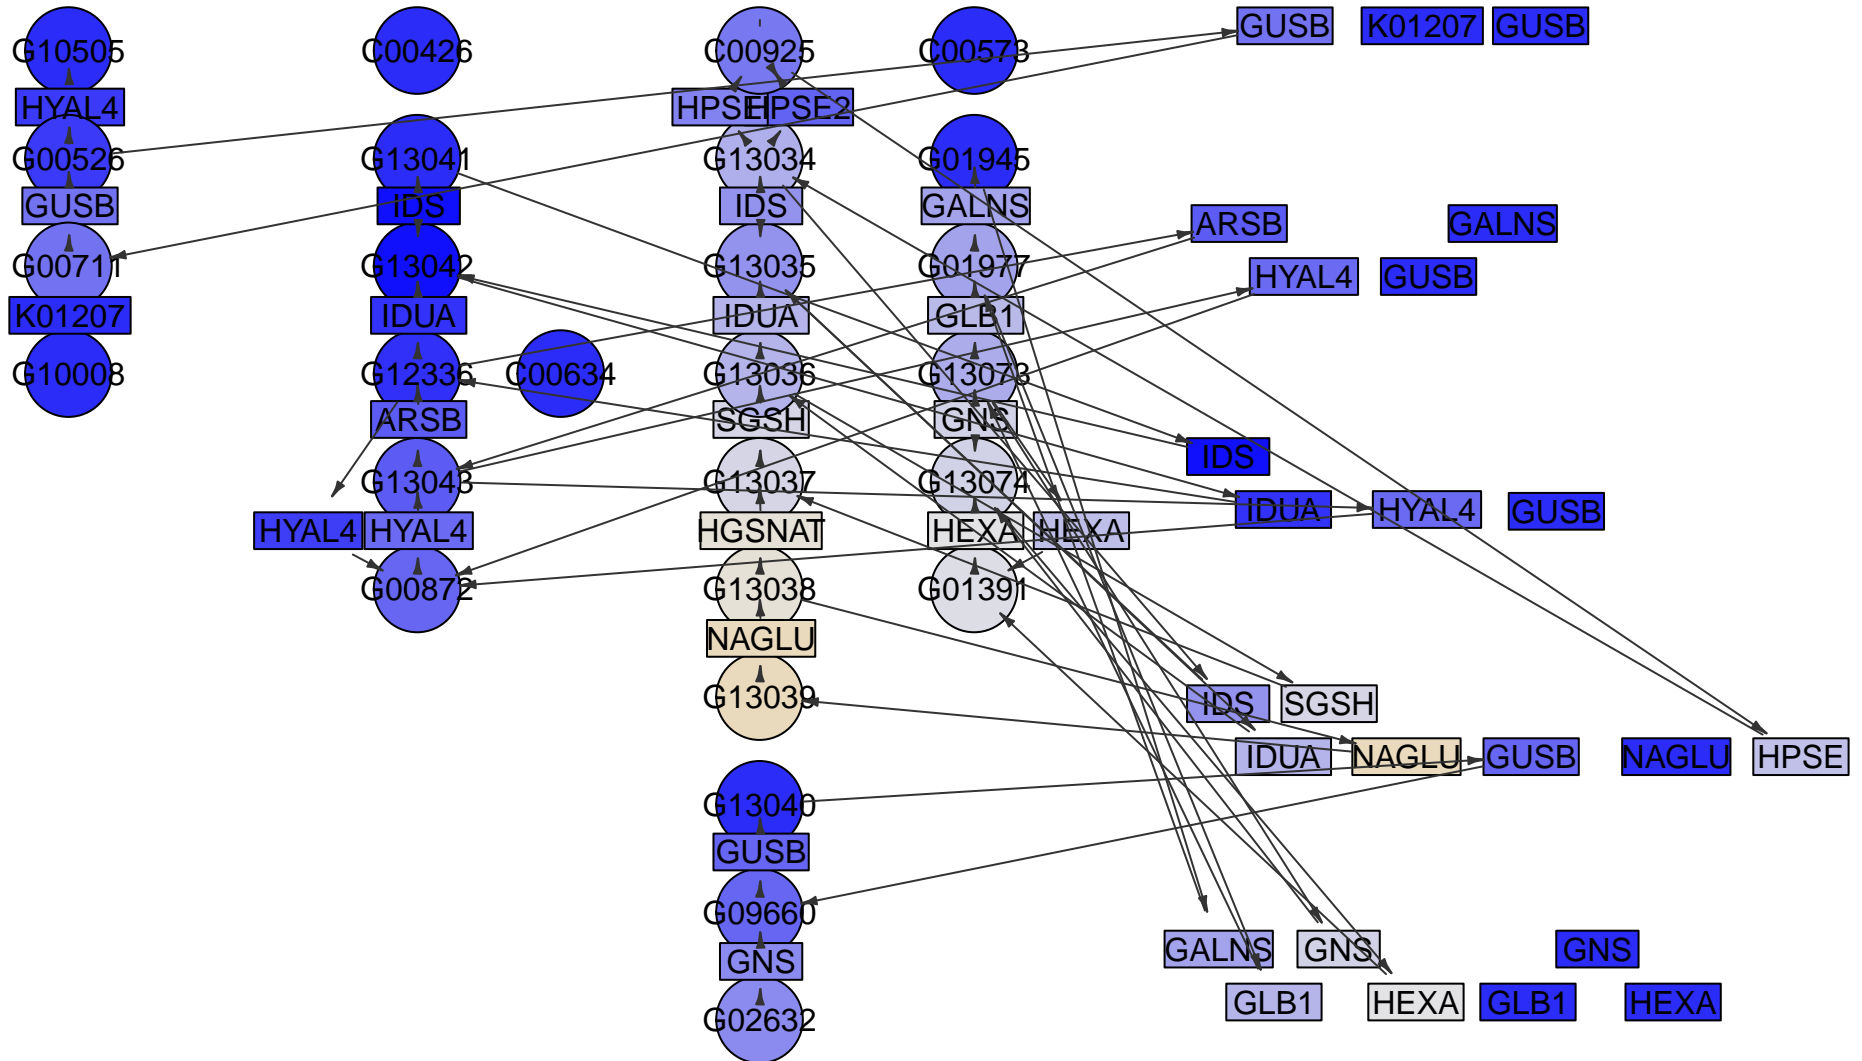 G10505 C00426 C00925 C00573 GUSB K01207 GUSB
HYAL4 HPSE HPSE2
G00526 G13041 G13034 G01945
GUSB IDS IDS GALNS ARSB GALNS
G00711 G13042 G13035 G01977 HYAL4 GUSB
K01207 IDUA IDUA GLB1
G10008 G12336 C00634 G13036 G13073
ARSB SGSH GNS
IDS
G13043 G13037 G13074
IDUA HYAL4 GUSB
HYAL4 HYAL4 HGSNAT HEXA HEXA
G00872 G13038 G01391
NAGLU
G13039 IDS SGSH
IDUA NAGLU GUSB NAGLU HPSE
G13040
GUSB
G09660
GNS GALNS GNS GNS
GLB1 HEXA GLB1 HEXA
G02632